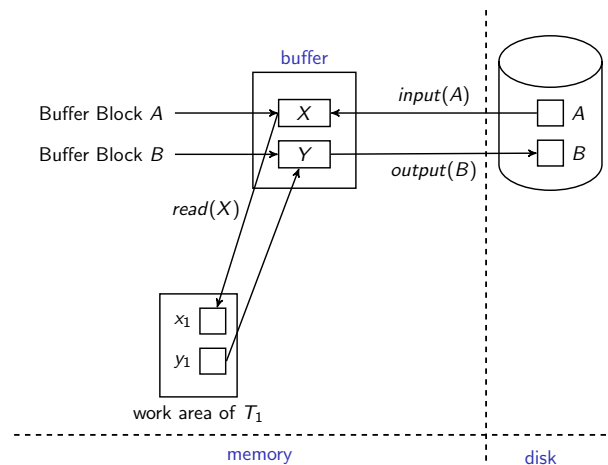 buffer
input(A)
Buffer Block A
X
A
Buffer Block B
Y
B
output(B)
read(X)
x1
y1
work area of T1
memory
disk